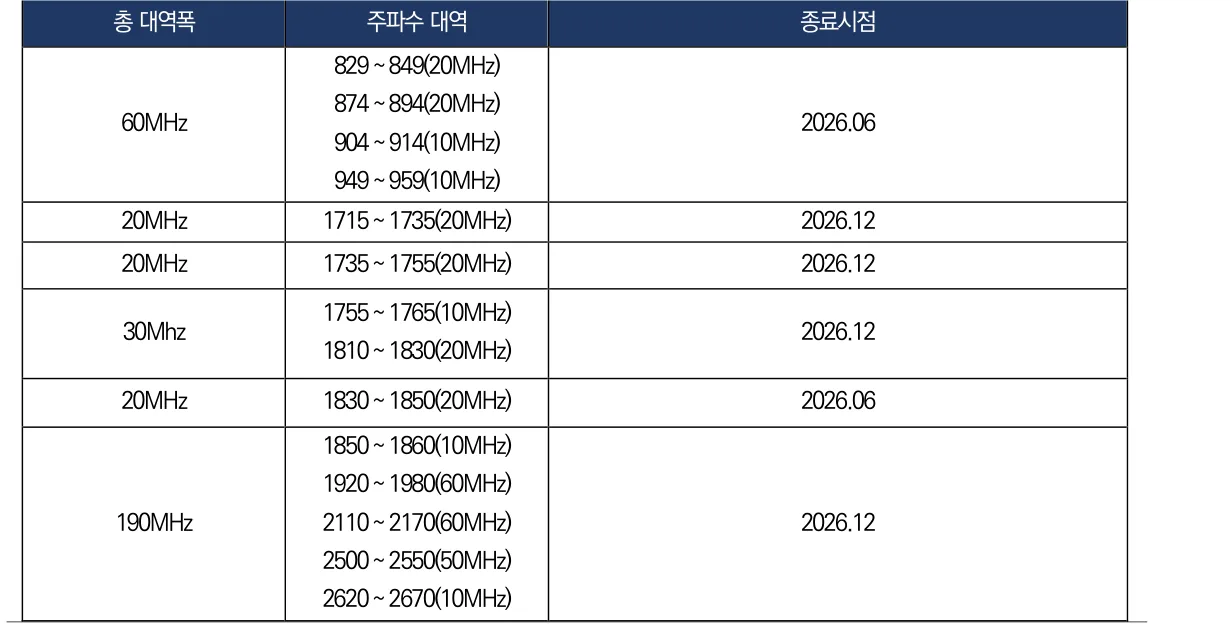 총 대역폭 주파수 대역 종료시점
829 ~ 849(20MHz)
874 ~ 894(20MHz)
60MHz 2026.06
904 ~ 914(10MHz)
949 ~ 959(10MHz)
20MHz 1715 ~ 1735(20MHz) 2026.12
20MHz 1735 ~ 1755(20MHz) 2026.12
1755 ~ 1765(10MHz)
30Mhz 2026.12
1810 ~ 1830(20MHz)
20MHz 1830 ~ 1850(20MHz) 2026.06
1850 ~ 1860(10MHz)
1920 ~ 1980(60MHz)
190MHz 2110 ~ 2170(60MHz) 2026.12
2500 ~ 2550(50MHz)
2620 ~ 2670(10MHz)